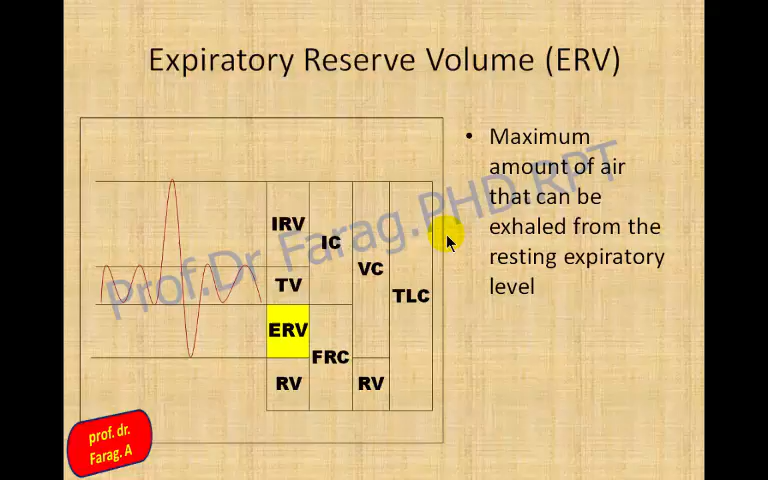 Expiratory Reserve Volume (ERV)
• Maximum
amount of air
that can be
exhaled from the
resting expiratory
level
IRV
IC
TV
VC
TLC
ERV
FRC
RV
RV
Prof.Dr Farag.PHD.RPT
prof. dr.
Farag. A